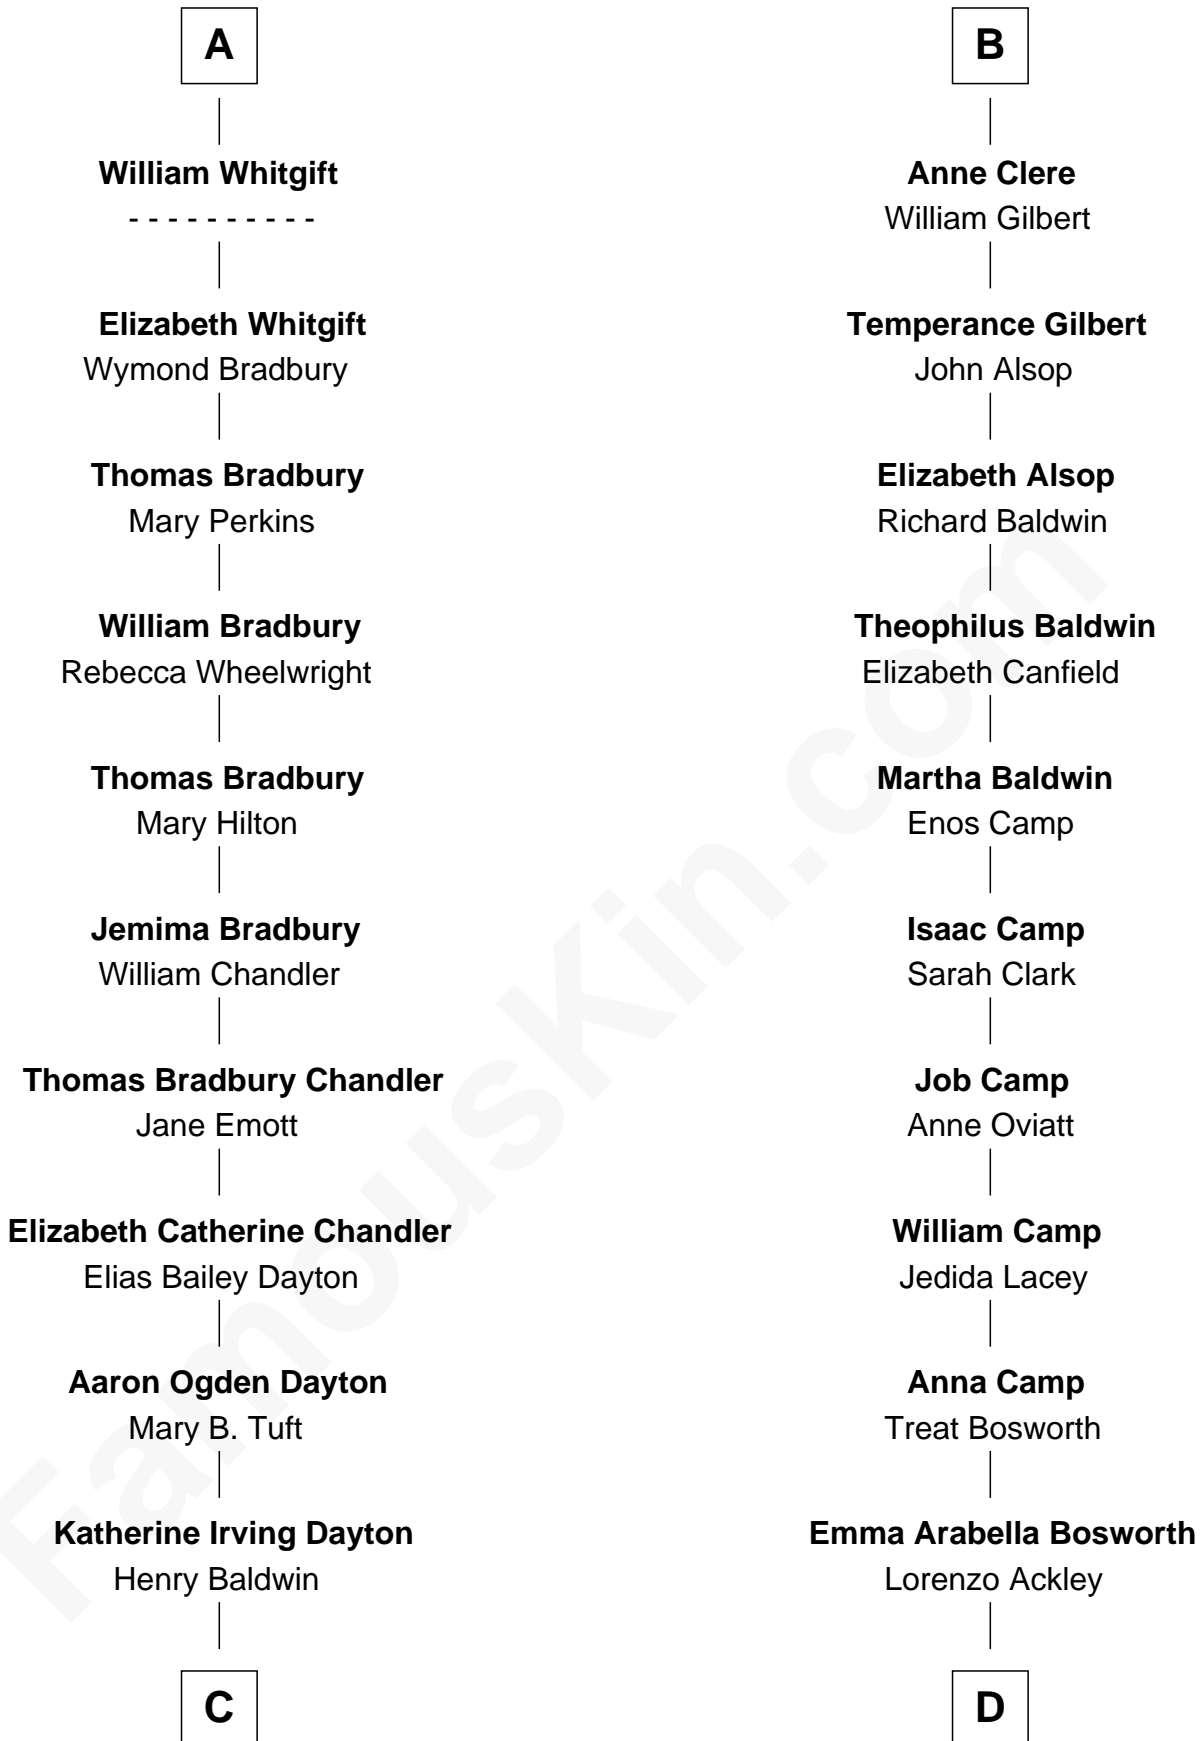 A
William Whitgift
- - - - - - - - - -
Elizabeth Whitgift
Wymond Bradbury
Thomas Bradbury
Mary Perkins
William Bradbury
Rebecca Wheelwright
Thomas Bradbury
Mary Hilton
Jemima Bradbury
William Chandler
Thomas Bradbury Chandler
Jane Emott
Elizabeth Catherine Chandler
Elias Bailey Dayton
Aaron Ogden Dayton
Mary B. Tuft
Katherine Irving Dayton
Henry Baldwin
C
B
Anne Clere
William Gilbert
Temperance Gilbert
John Alsop
Elizabeth Alsop
Richard Baldwin
Theophilus Baldwin
Elizabeth Canfield
Martha Baldwin
Enos Camp
Isaac Camp
Sarah Clark
Job Camp
Anne Oviatt
William Camp
Jedida Lacey
Anna Camp
Treat Bosworth
Emma Arabella Bosworth
Lorenzo Ackley
D
FamousKin.com